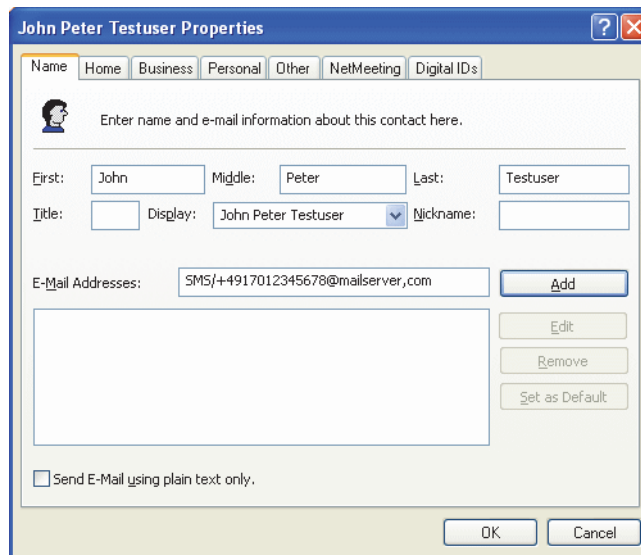 John Peter Testuser Properties
Name Home Business Personal Other NetMeeting Digital IDs
Enter name and e-mail information about this contact here.
First: John Middle: Peter Last: Testuser
Title: Display: John Peter Testuser Nickname:
E-Mail Addresses: SMS/+4917012345678@mailserver,com Add
Edit
Remove
Set as Default
Send E-Mail using plain text only.
OK Cancel